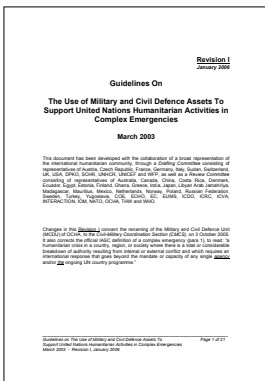 Revision I
January 2006
Guidelines On
The Use of Military and Civil Defence Assets To
Support United Nations Humanitarian Activities in
Complex Emergencies
March 2003
This document has been developed with the collaboration of a broad representation of
the international humanitarian community, through a Drafting Committee consisting of
representatives of Austria, Czech Republic, France, Germany, Italy, Sudan, Switzerland,
UK, USA, DPKO, SCHR, UNHCR, UNICEF and WFP, as well as a Review Committee
consisting of representatives of Australia, Canada, China, Costa Rica, Denmark,
Ecuador, Egypt, Estonia, Finland, Ghana, Greece, India, Japan, Libyan Arab Jamahiriya,
Madagascar, Mauritius, Mexico, Netherlands, Norway, Poland, Russian Federation,
Sweden, Turkey, Yugoslavia, COE, ECHO, EC, EUMS, ICDO, ICRC, ICVA,
INTERACTION, IOM, NATO, OCHA, THW and WHO.
Changes in this Revision I concern the renaming of the Military and Civil Defence Unit
(MCDU) of OCHA, to the Civil-Military Coordination Section (CMCS), on 3 October 2005.
It also corrects the official IASC definition of a complex emergency (para 1), to read "a
humanitarian crisis in a country, region, or society where there is a total or considerable
breakdown of authority resulting from internal or external conflict and which requires an
international response that goes beyond the mandate or capacity of any single agency
and/or the ongoing UN country programme."
Guidelines on The Use of Military and Civil Defence Assets To Page 1 of 21
Support United Nations Humanitarian Activities in Complex Emergencies
March 2003 - Revision I, January 2006